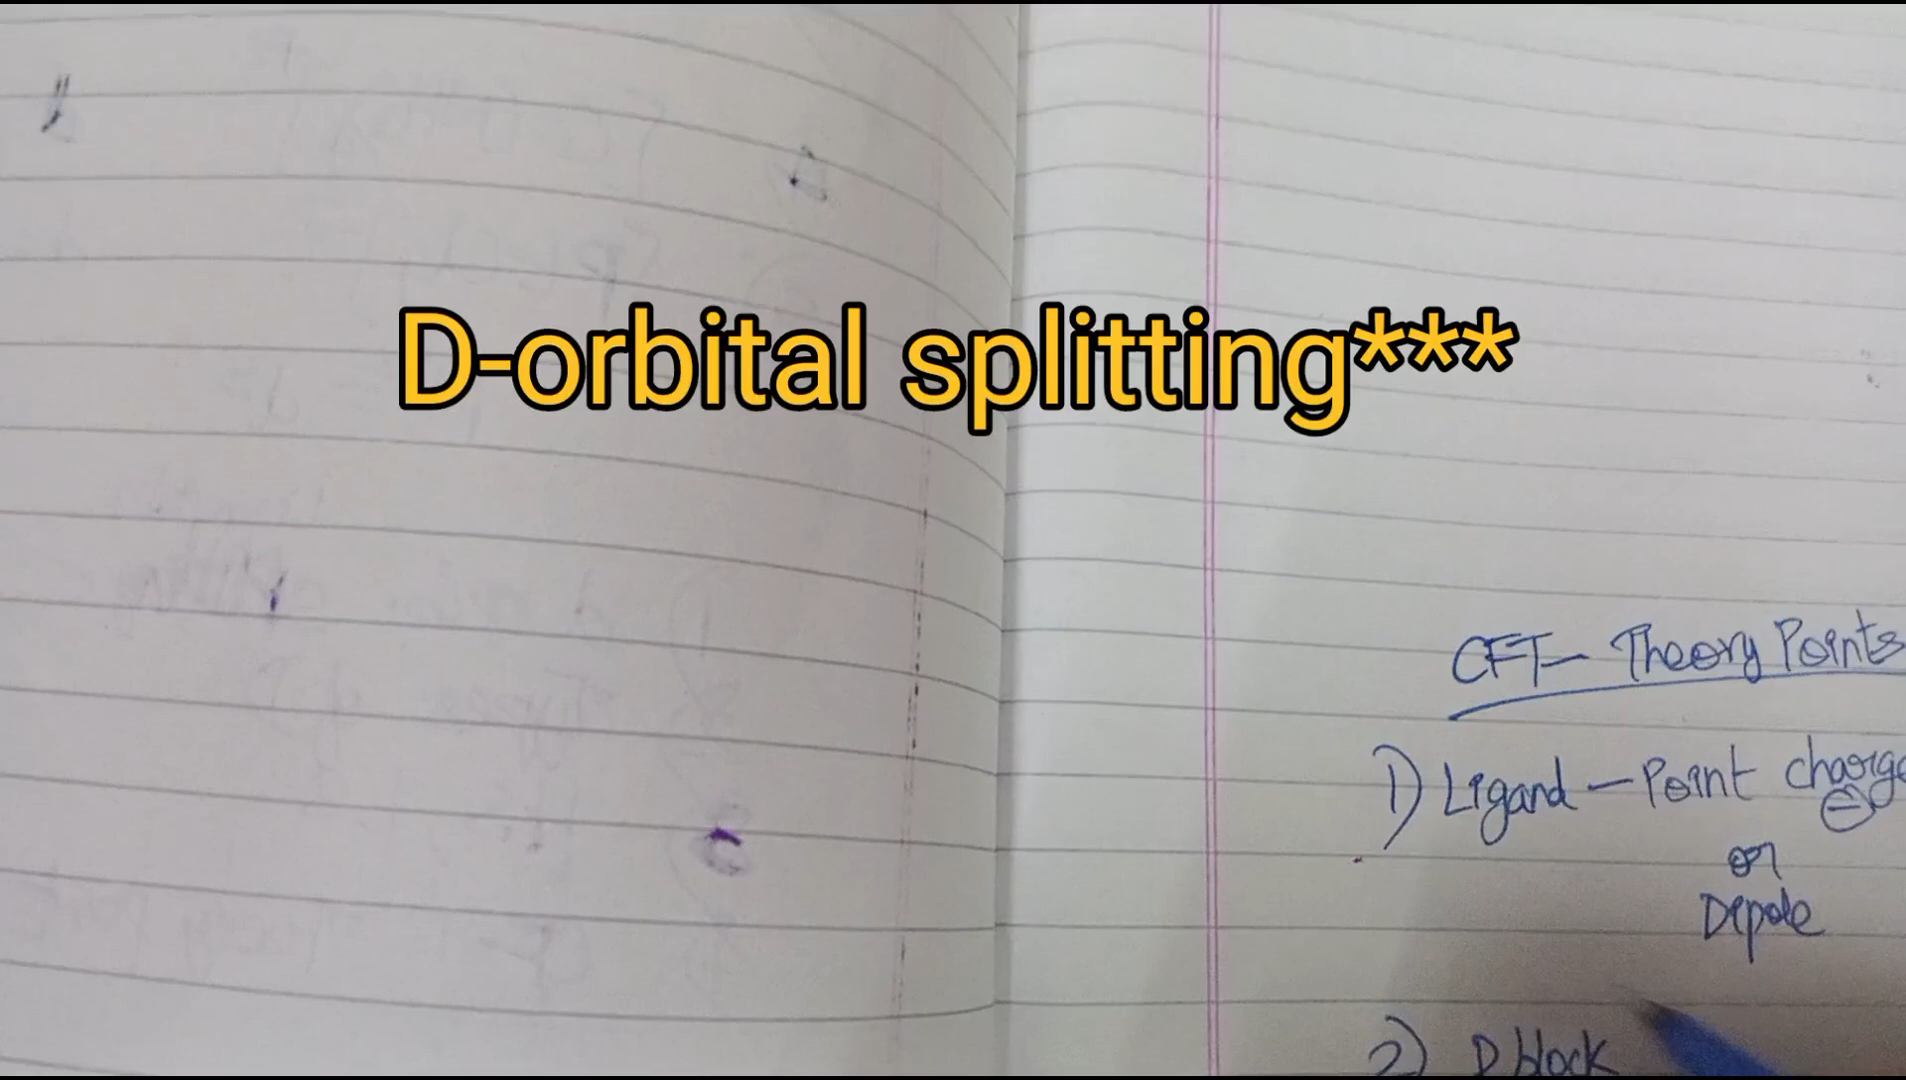 D-orbital splitting***
CFT- Theory Points
1) Ligand - Point charge
⊖
or
Dipole
2) D block